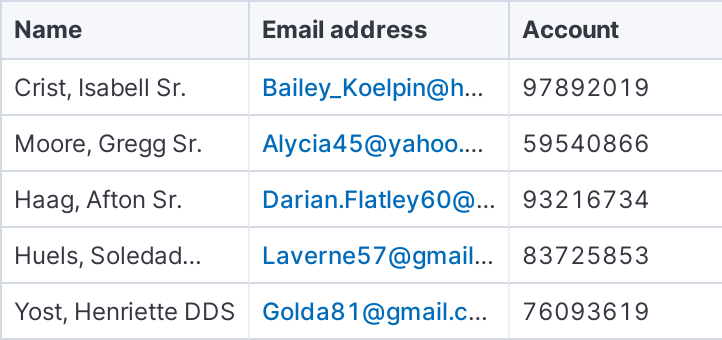 Name Email address Account
Crist, Isabell Sr. Bailey_Koelpin@h... 97892019
Moore, Gregg Sr. Alycia45@yahoo.... 59540866
Haag, Afton Sr. Darian.Flatley60@... 93216734
Huels, Soledad... Laverne57@gmail... 83725853
Yost, Henriette DDS Golda81@gmail.c... 76093619